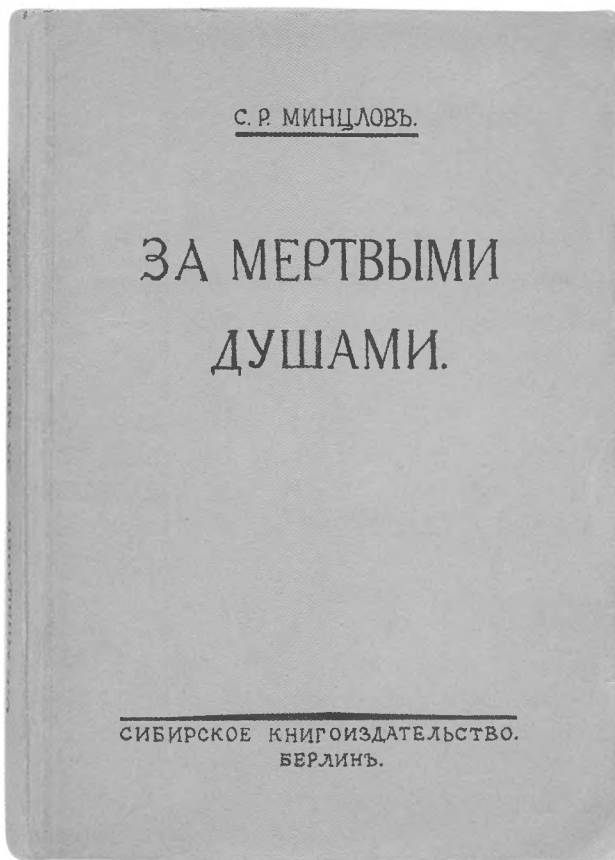 С. Р. МИНЦЛОВЪ.
ЗА МЕРТВЫМИ
ДУШАМИ.
СИБИРСКОЕ КНИГОИЗДАТЕЛЬСТВО.
БЕРЛИНЪ.